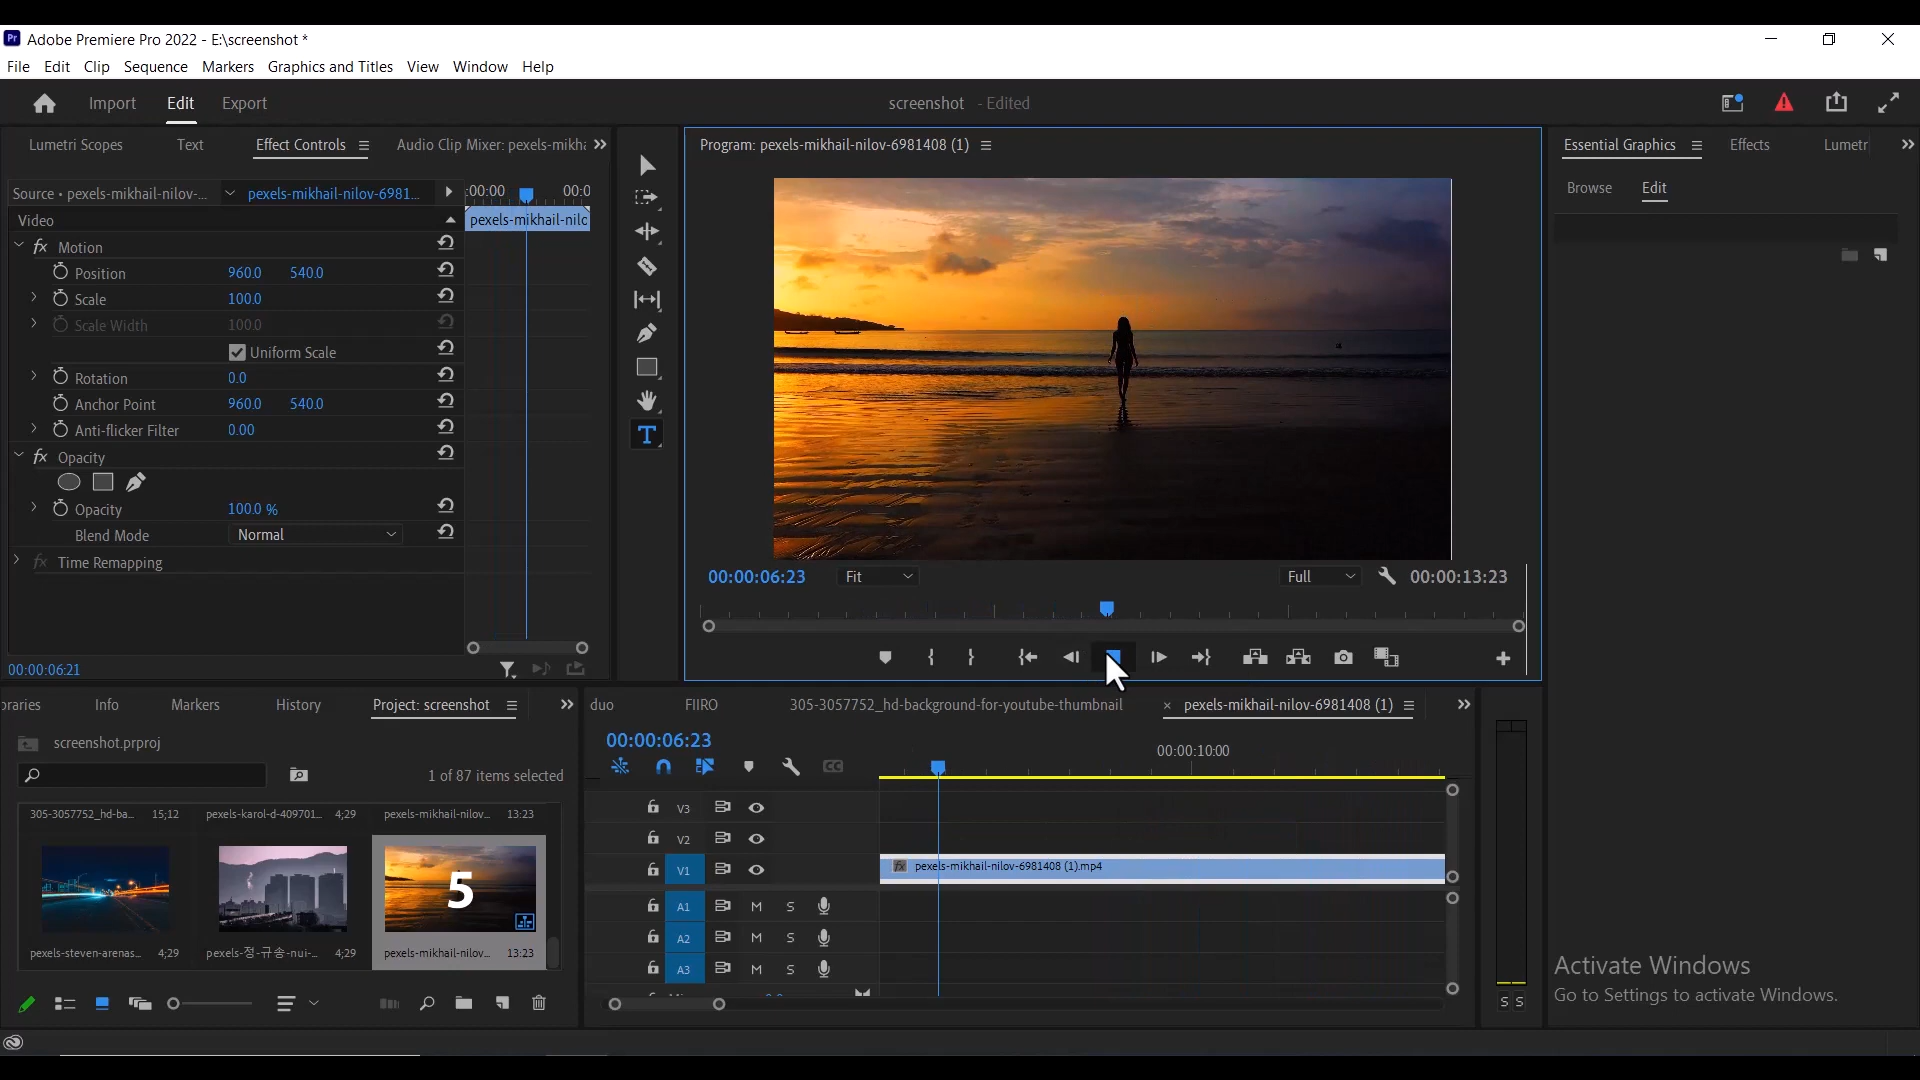 Pr Adobe Premiere Pro 2022 - E:\screenshot *
File Edit Clip Sequence Markers Graphics and Titles View Window Help
Import Edit Export screenshot - Edited
Lumetri Scopes Text Effect Controls Audio Clip Mixer: pexels-mikha
Program: pexels-mikhail-nilov-6981408 (1)
Essential Graphics Effects Lumetr
Browse Edit
Source • pexels-mikhail-nilov-... pexels-mikhail-nilov-6981... :00:00 00:0
Video pexels-mikhail-nilo
fx Motion
Position 960.0 540.0
Scale 100.0
Scale Width 100.0
Uniform Scale
Rotation 0.0
Anchor Point 960.0 540.0
Anti-flicker Filter 0.00
fx Opacity
Opacity 100.0 %
Blend Mode Normal
fx Time Remapping
00:00:06:21
T
00:00:06:23 Fit Full 00:00:13:23
oraries Info Markers History Project: screenshot
screenshot.prproj
1 of 87 items selected
305-3057752_hd-ba... 15;12 pexels-karol-d-409701... 4;29 pexels-mikhail-nilov... 13:23
5
pexels-steven-arenas... 4;29 pexels-정-규송-nui-... 4;29 pexels-mikhail-nilov... 13:23
duo FIIRO 305-3057752_hd-background-for-youtube-thumbnail × pexels-mikhail-nilov-6981408 (1)
00:00:06:23
00:00:10:00
CC
V3
V2
V1 fx pexels-mikhail-nilov-6981408 (1).mp4
A1 M S
A2 M S
A3 M S
S S
Activate Windows
Go to Settings to activate Windows.